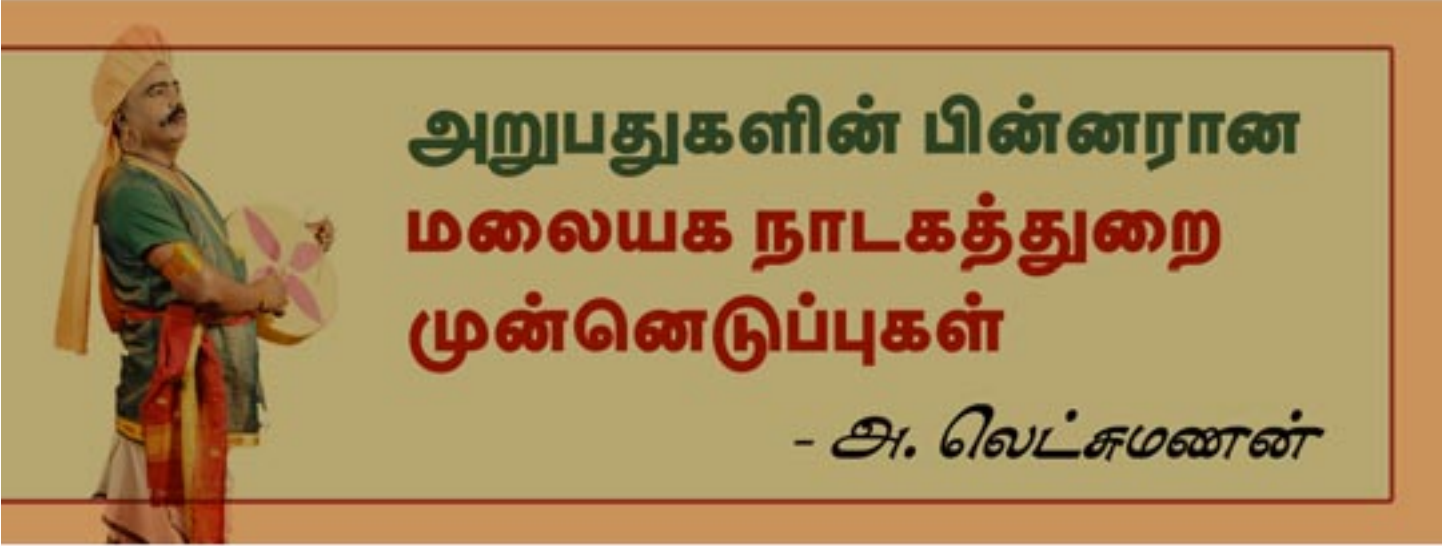 அறுபதுகளின் பின்னரான
மலையக நாடகத்துறை
முன்னெடுப்புகள்
- அ. லெட்சுமணன்